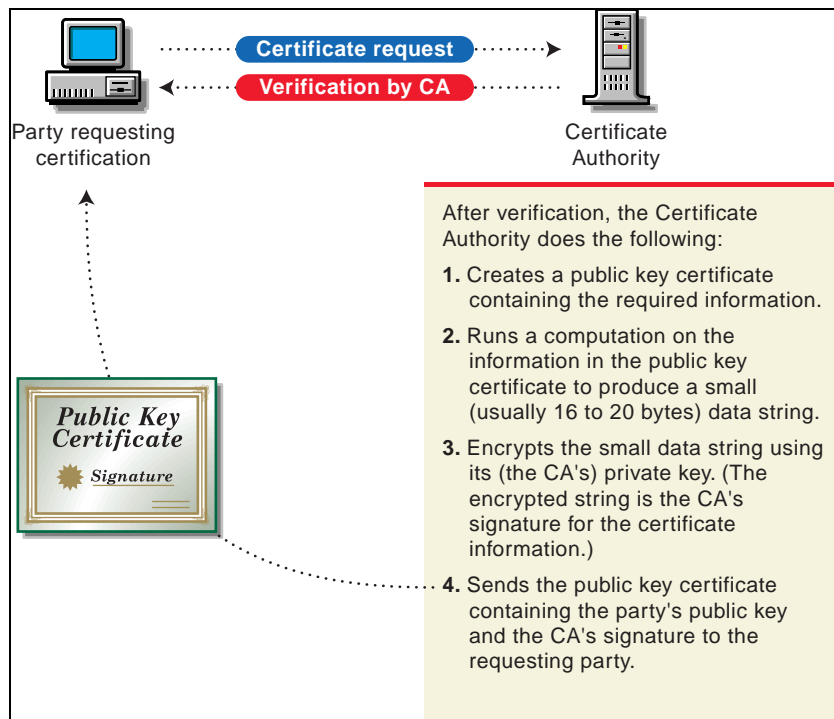 Certificate request
Verification by CA
Party requesting
certification
Certificate
Authority
After verification, the Certificate
Authority does the following:
1. Creates a public key certificate
containing the required information.
2. Runs a computation on the
information in the public key
certificate to produce a small
(usually 16 to 20 bytes) data string.
3. Encrypts the small data string using
its (the CA's) private key. (The
encrypted string is the CA's
signature for the certificate
information.)
4. Sends the public key certificate
containing the party's public key
and the CA's signature to the
requesting party.
Public Key
Certificate
Signature